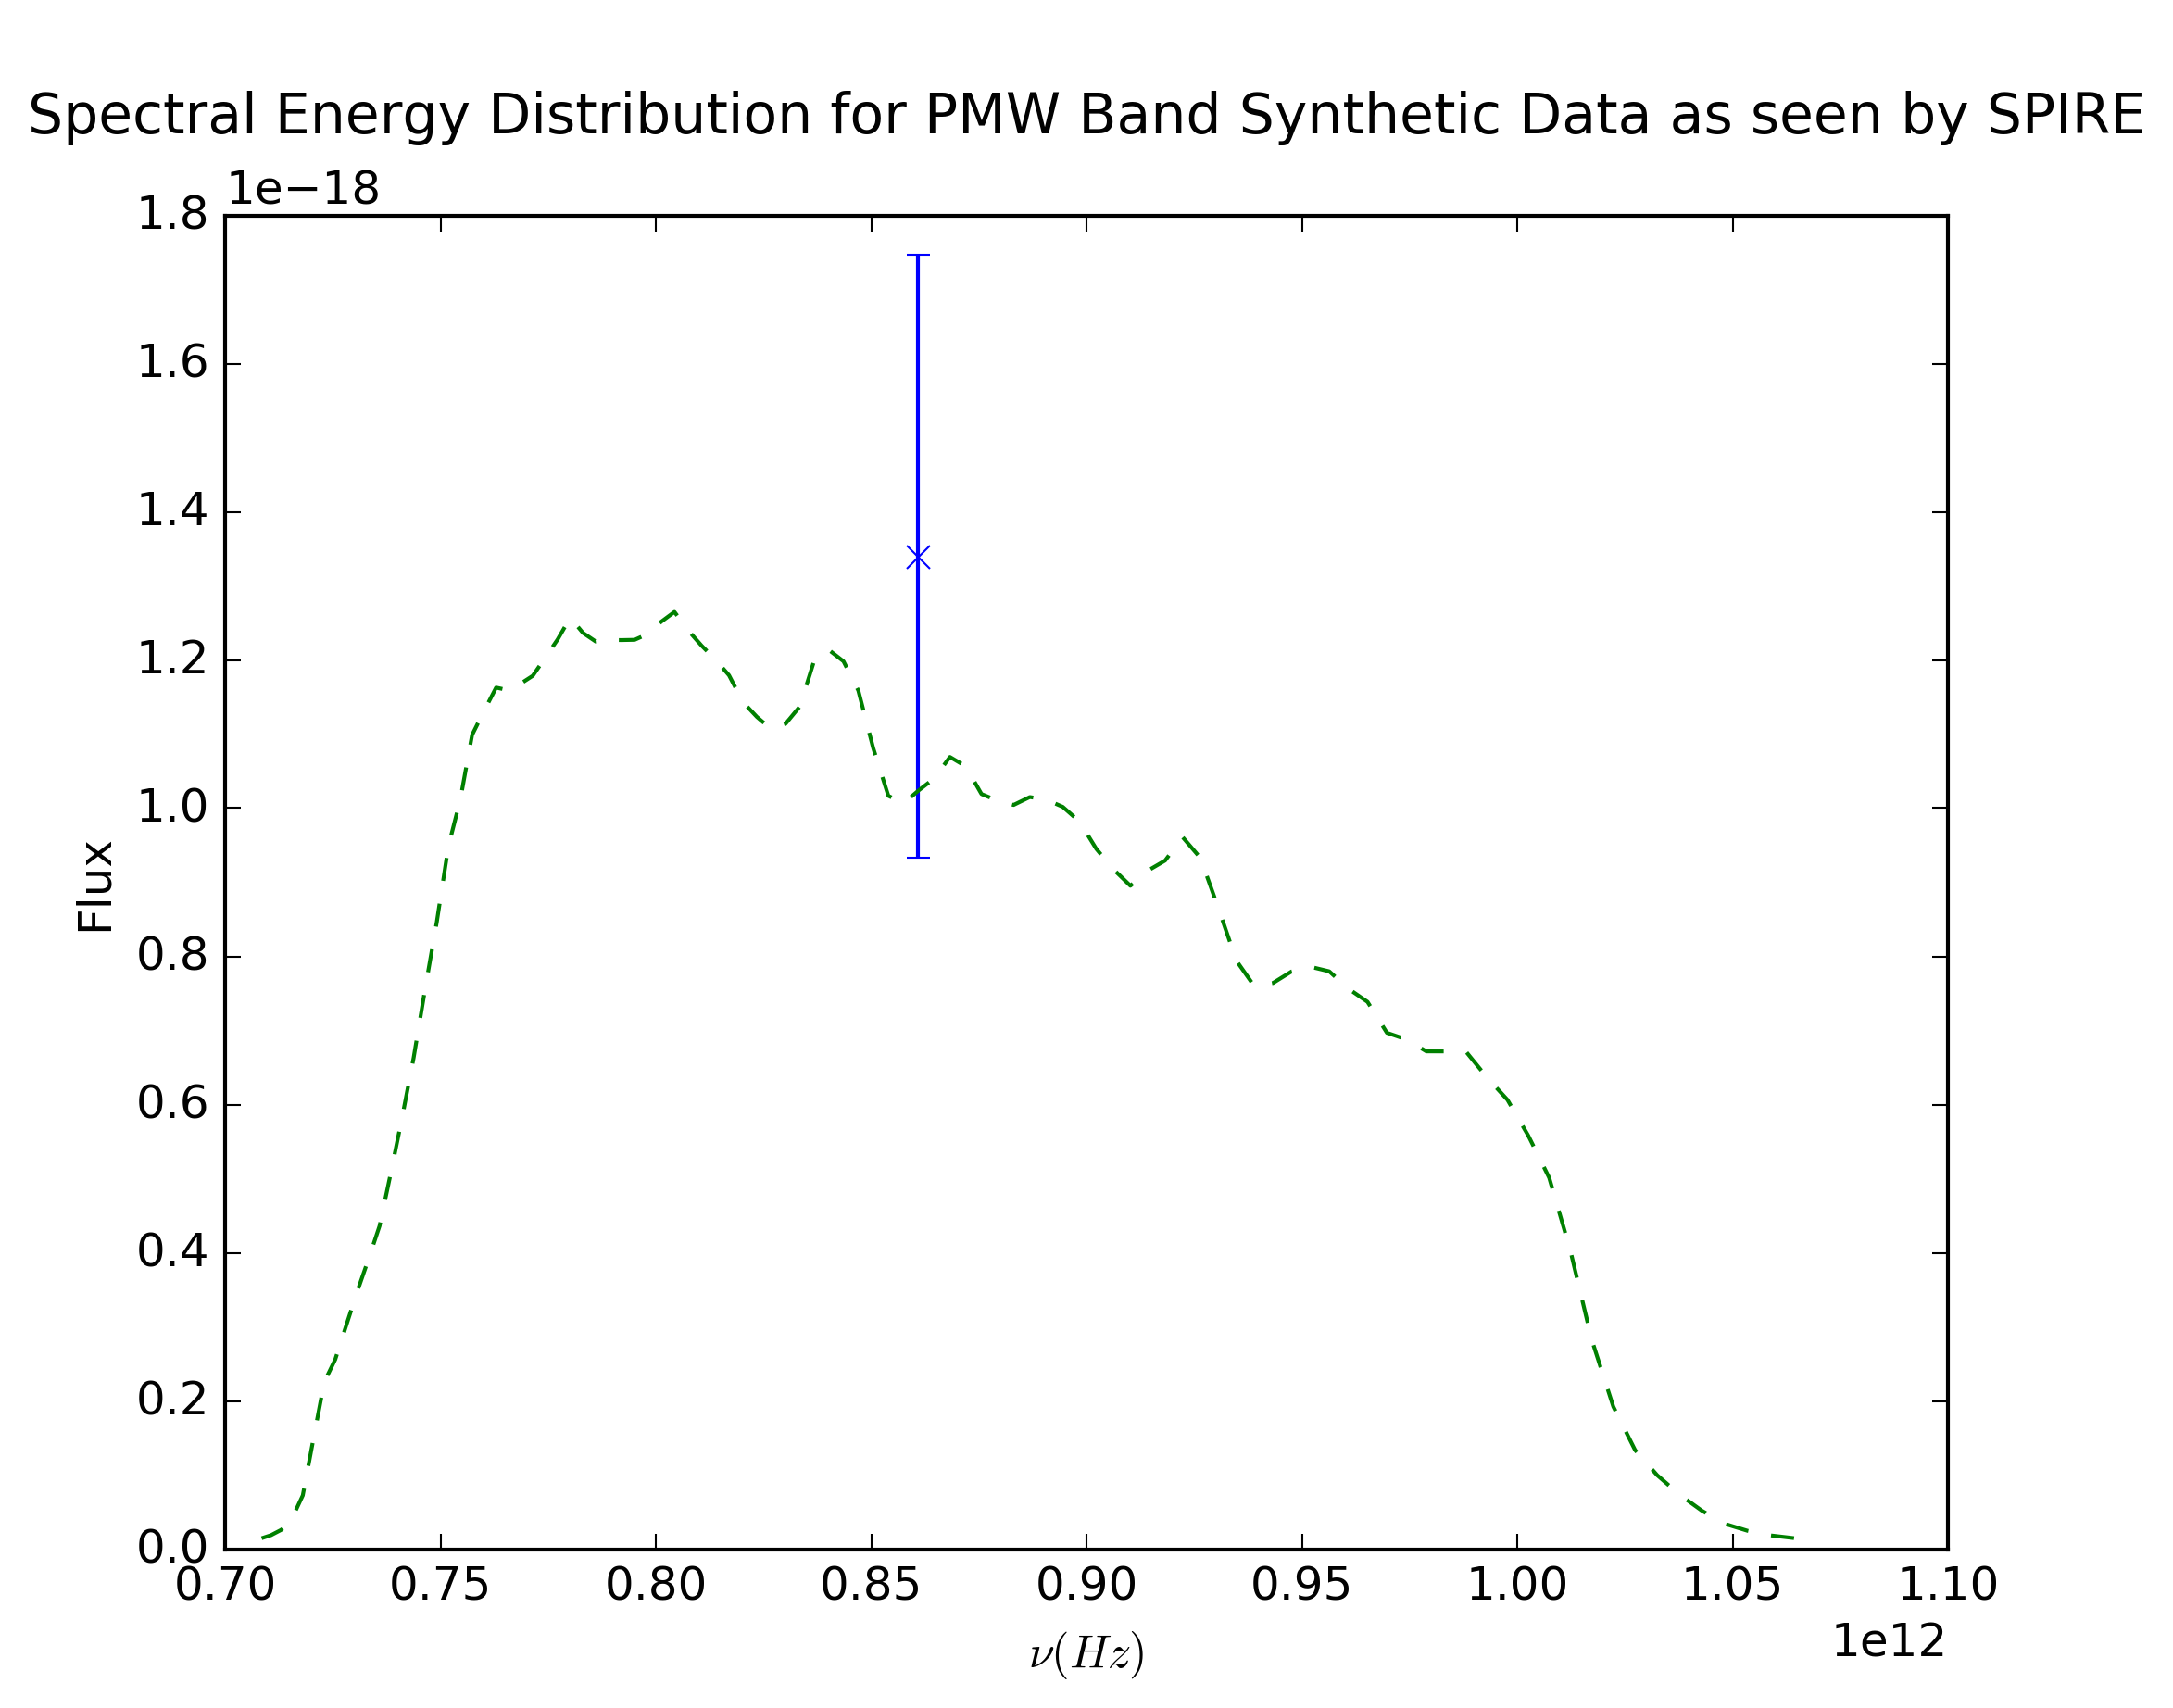 Spectral Energy Distribution for PMW Band Synthetic Data as seen by SPIRE
1e−18
1.8
1.6
1.4
1.2
1.0
0.8
0.6
0.4
0.2
0.0
Flux
0.70 0.75 0.80 0.85 0.90 0.95 1.00 1.05 1.10
ν(Hz)
1e12